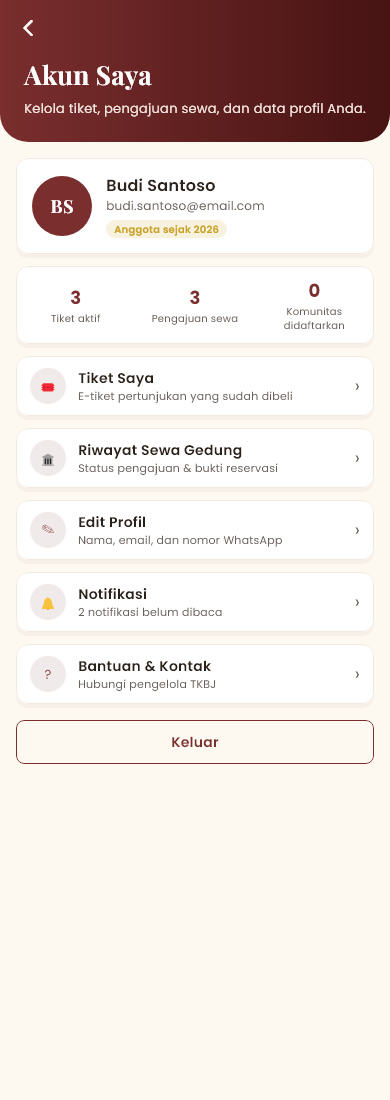 Akun Saya
Kelola tiket, pengajuan sewa, dan data profil Anda.
BS
Budi Santoso
budi.santoso@email.com
Anggota sejak 2026
3
Tiket aktif
3
Pengajuan sewa
0
Komunitas
didaftarkan
Tiket Saya
E-tiket pertunjukan yang sudah dibeli
›
Riwayat Sewa Gedung
Status pengajuan & bukti reservasi
›
Edit Profil
Nama, email, dan nomor WhatsApp
›
Notifikasi
2 notifikasi belum dibaca
›
?
Bantuan & Kontak
Hubungi pengelola TKBJ
›
Keluar